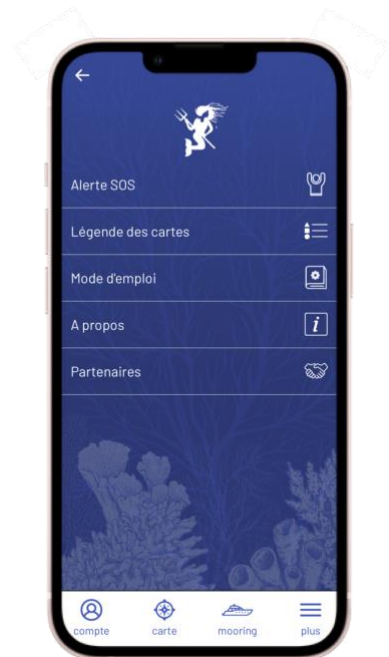 Alerte SOS
Légende des cartes
Mode d'emploi
A propos
i
Partenaires
compte carte mooring plus